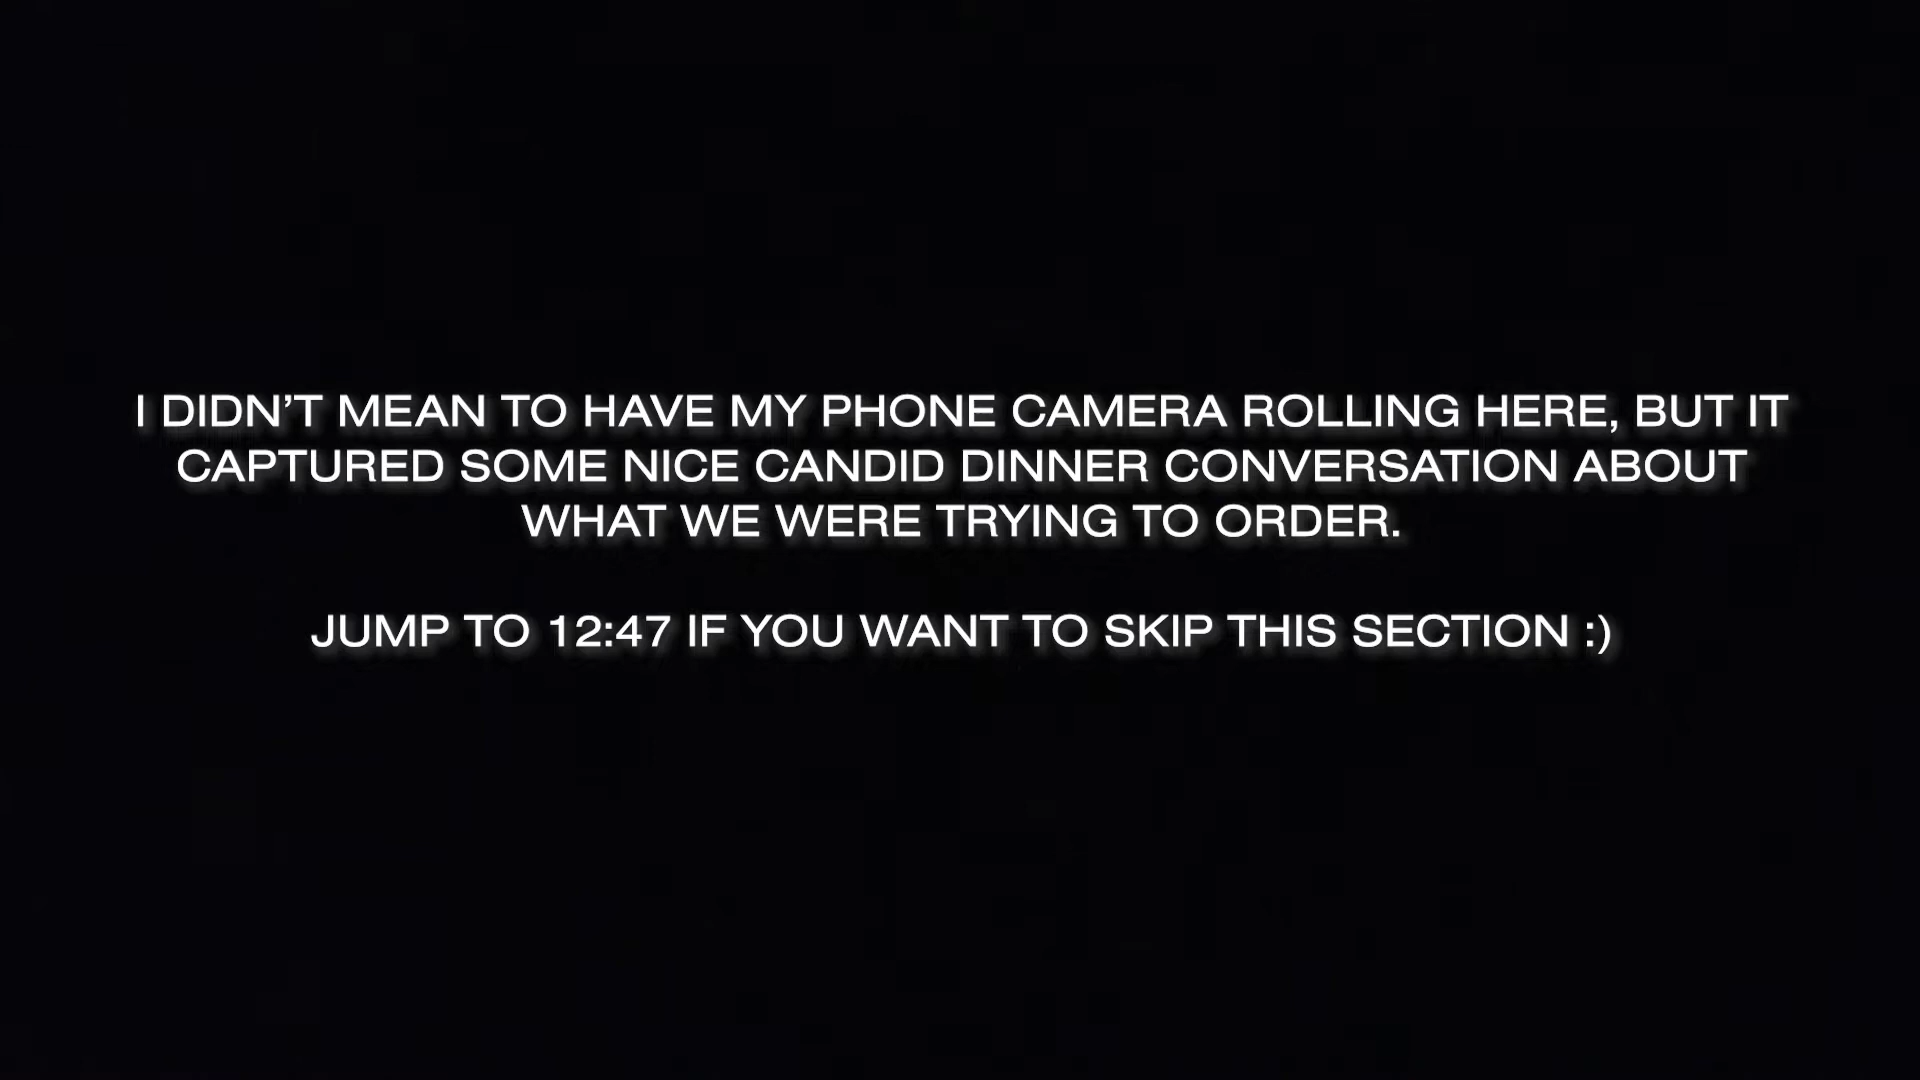 I DIDN’T MEAN TO HAVE MY PHONE CAMERA ROLLING HERE, BUT IT
CAPTURED SOME NICE CANDID DINNER CONVERSATION ABOUT
WHAT WE WERE TRYING TO ORDER.
JUMP TO 12:47 IF YOU WANT TO SKIP THIS SECTION :)